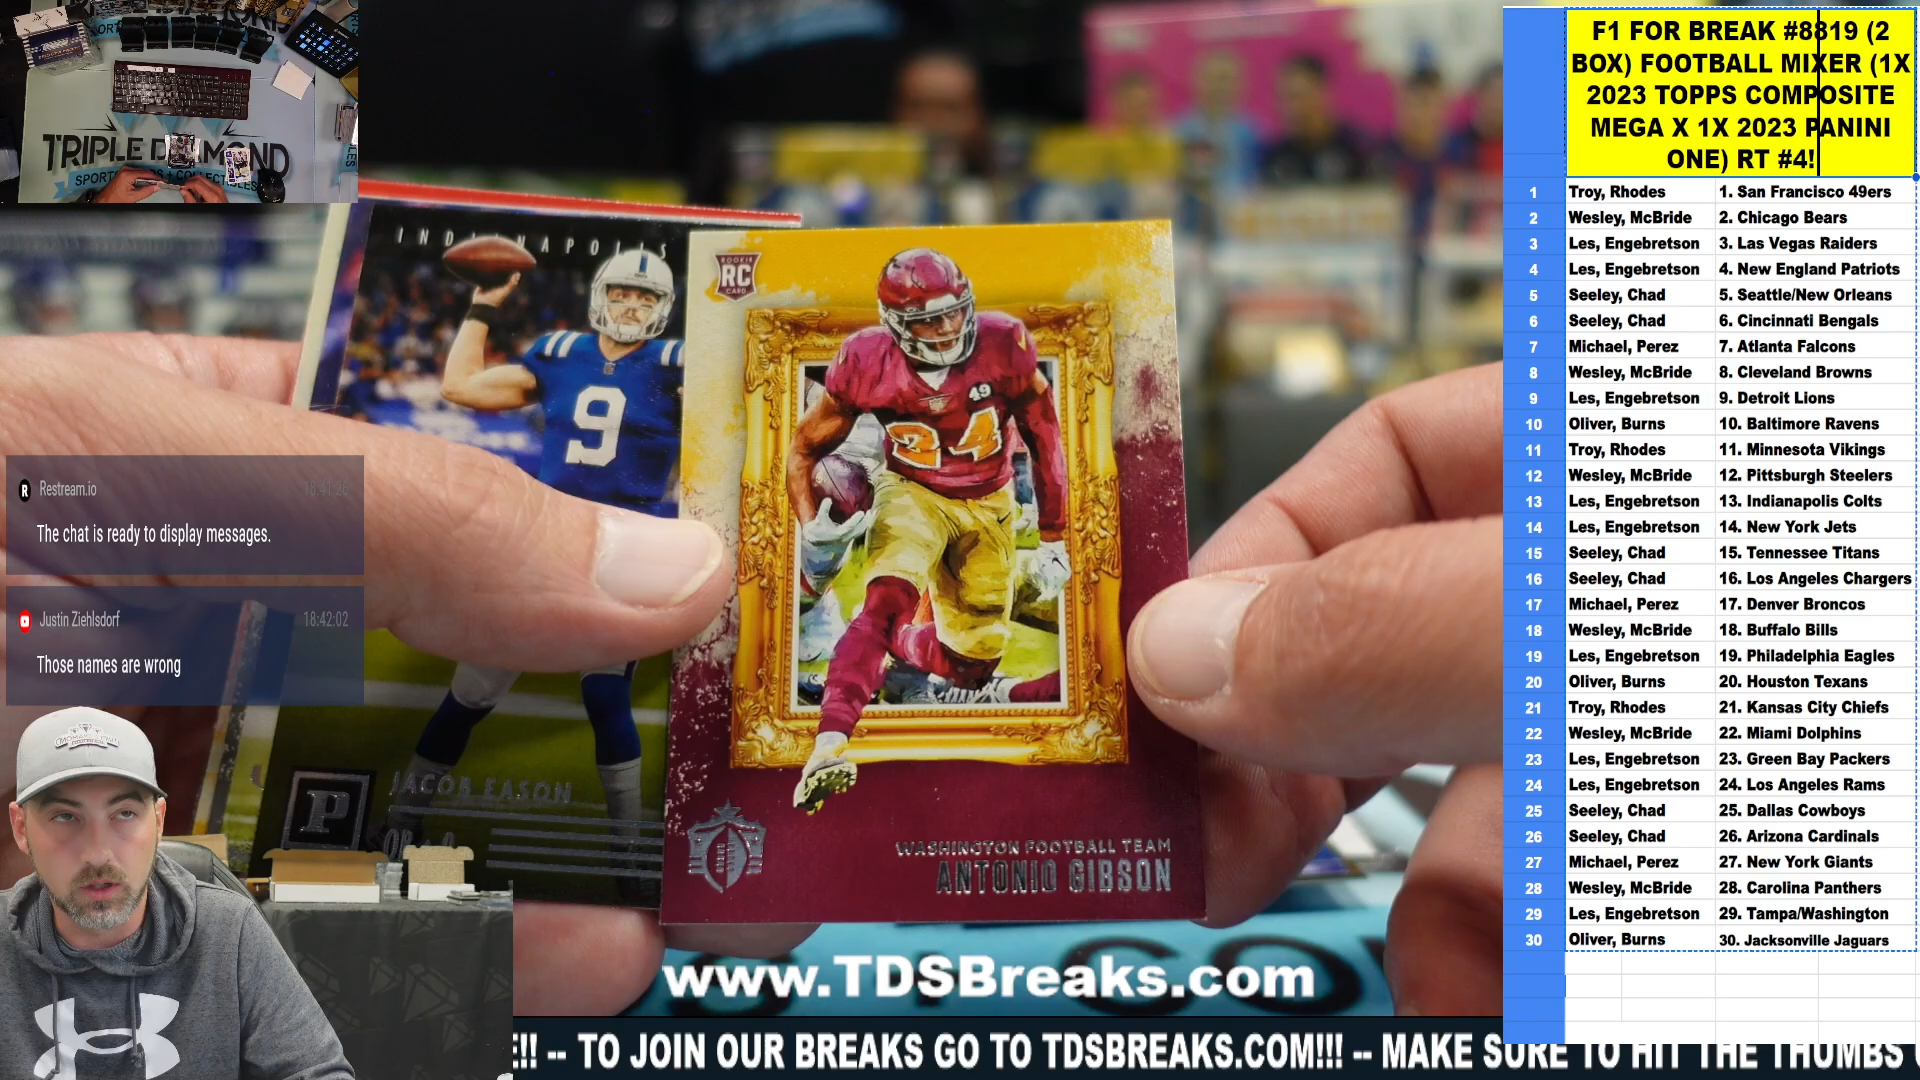 F1 FOR BREAK #8819 (2
BOX) FOOTBALL MIXER (1X
2023 TOPPS COMPOSITE
MEGA X 1X 2023 PANINI
ONE) RT #4!
1 Troy, Rhodes 1. San Francisco 49ers
2 Wesley, McBride 2. Chicago Bears
3 Les, Engebretson 3. Las Vegas Raiders
4 Les, Engebretson 4. New England Patriots
5 Seeley, Chad 5. Seattle/New Orleans
6 Seeley, Chad 6. Cincinnati Bengals
7 Michael, Perez 7. Atlanta Falcons
8 Wesley, McBride 8. Cleveland Browns
9 Les, Engebretson 9. Detroit Lions
10 Oliver, Burns 10. Baltimore Ravens
11 Troy, Rhodes 11. Minnesota Vikings
12 Wesley, McBride 12. Pittsburgh Steelers
13 Les, Engebretson 13. Indianapolis Colts
14 Les, Engebretson 14. New York Jets
15 Seeley, Chad 15. Tennessee Titans
16 Seeley, Chad 16. Los Angeles Chargers
17 Michael, Perez 17. Denver Broncos
18 Wesley, McBride 18. Buffalo Bills
19 Les, Engebretson 19. Philadelphia Eagles
20 Oliver, Burns 20. Houston Texans
21 Troy, Rhodes 21. Kansas City Chiefs
22 Wesley, McBride 22. Miami Dolphins
23 Les, Engebretson 23. Green Bay Packers
24 Les, Engebretson 24. Los Angeles Rams
25 Seeley, Chad 25. Dallas Cowboys
26 Seeley, Chad 26. Arizona Cardinals
27 Michael, Perez 27. New York Giants
28 Wesley, McBride 28. Carolina Panthers
29 Les, Engebretson 29. Tampa/Washington
30 Oliver, Burns 30. Jacksonville Jaguars
TRIPLE DIAMOND
SPORTS CARDS + COLLECTIBLES
INDIANAPOLIS
9
P
JACOB EASON
ROOKIE
RC
CARD
49
24
WASHINGTON FOOTBALL TEAM
ANTONIO GIBSON
R Restream.io 18:41:26
The chat is ready to display messages.
Justin Ziehlsdorf 18:42:02
Those names are wrong
www.TDSBreaks.com
!!! -- TO JOIN OUR BREAKS GO TO TDSBREAKS.COM!!! -- MAKE SURE TO HIT THE THUMBS